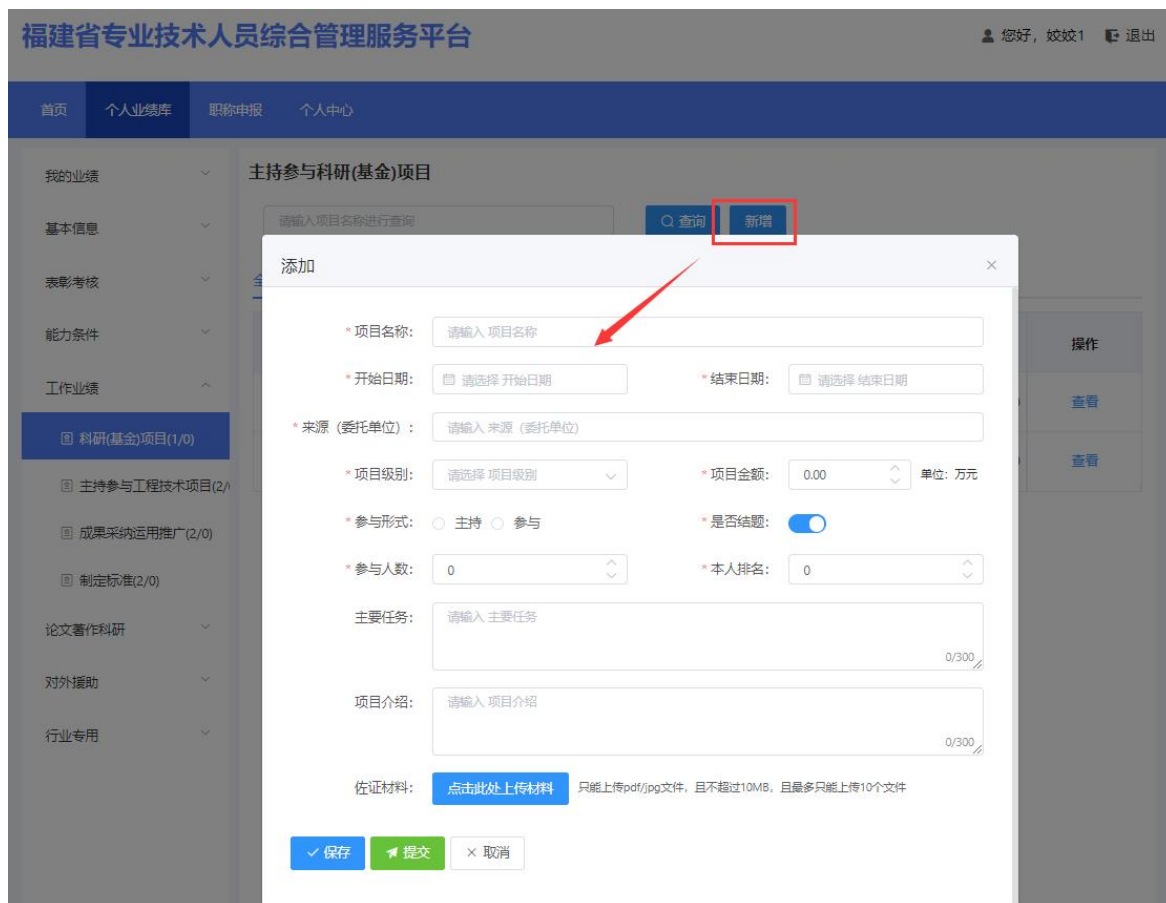 福建省专业技术人员综合管理服务平台
您好，姣姣1 退出
首页 个人业绩库 职称申报 个人中心
我的业绩
基本信息
表彰考核
能力条件
工作业绩
科研(基金)项目(1/0)
主持参与工程技术项目(2/
成果采纳运用推广(2/0)
制定标准(2/0)
论文著作科研
对外援助
行业专用
主持参与科研(基金)项目
请输入项目名称进行查询 查询 新增
添加
*项目名称: 请输入 项目名称
*开始日期: 请选择 开始日期 *结束日期: 请选择 结束日期
*来源（委托单位）: 请输入 来源（委托单位）
*项目级别: 请选择 项目级别 *项目金额: 0.00 单位: 万元
*参与形式: 主持 参与 *是否结题:
*参与人数: 0 *本人排名: 0
主要任务: 请输入 主要任务
0/300
项目介绍: 请输入 项目介绍
0/300
佐证材料: 点击此处上传材料 只能上传pdf/jpg文件，且不超过10MB，且最多只能上传10个文件
保存 提交 取消
操作
查看
查看